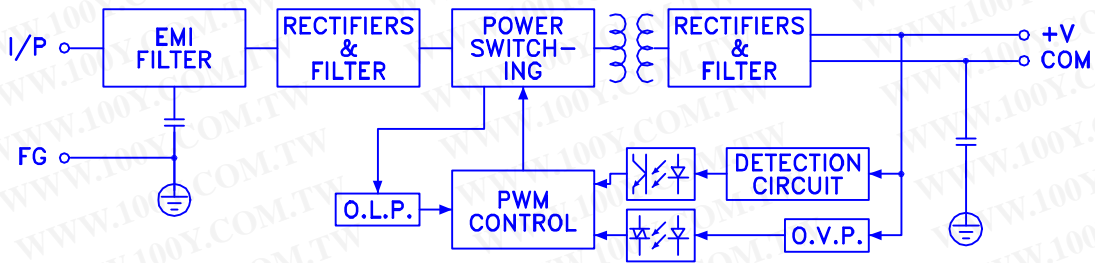 I/P
EMI
FILTER
RECTIFIERS
&
FILTER
POWER
SWITCH-
ING
RECTIFIERS
&
FILTER
+V
COM
FG
O.L.P.
PWM
CONTROL
DETECTION
CIRCUIT
O.V.P.
WWW.100Y.COM.TW